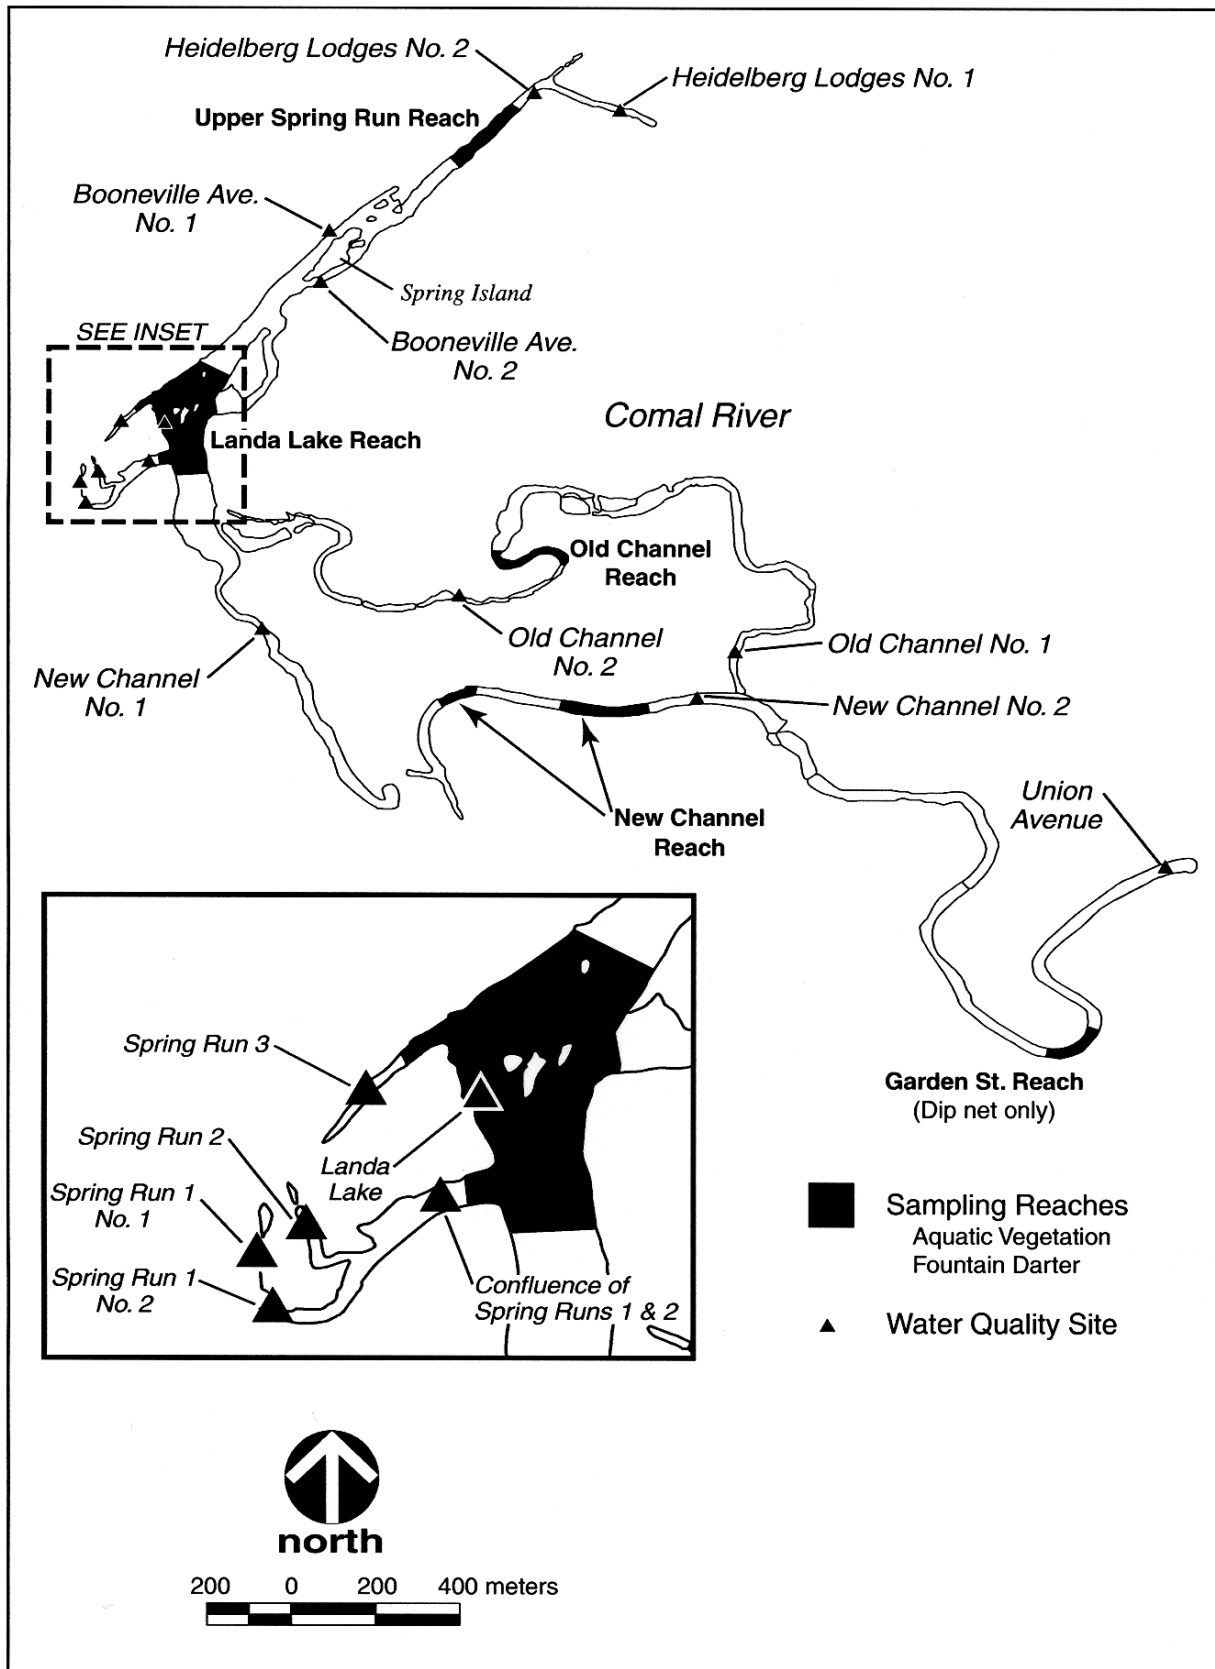 Heidelberg Lodges No. 2
Heidelberg Lodges No. 1
Upper Spring Run Reach
Booneville Ave.
No. 1
Spring Island
SEE INSET
Booneville Ave.
No. 2
Comal River
Landa Lake Reach
Old Channel
Reach
Old Channel
No. 2
Old Channel No. 1
New Channel
No. 1
New Channel No. 2
New Channel
Reach
Union
Avenue
Spring Run 3
Spring Run 2
Landa
Lake
Spring Run 1
No. 1
Spring Run 1
No. 2
Confluence of
Spring Runs 1 & 2
Garden St. Reach
(Dip net only)
Sampling Reaches
Aquatic Vegetation
Fountain Darter
Water Quality Site
north
200 0 200 400 meters